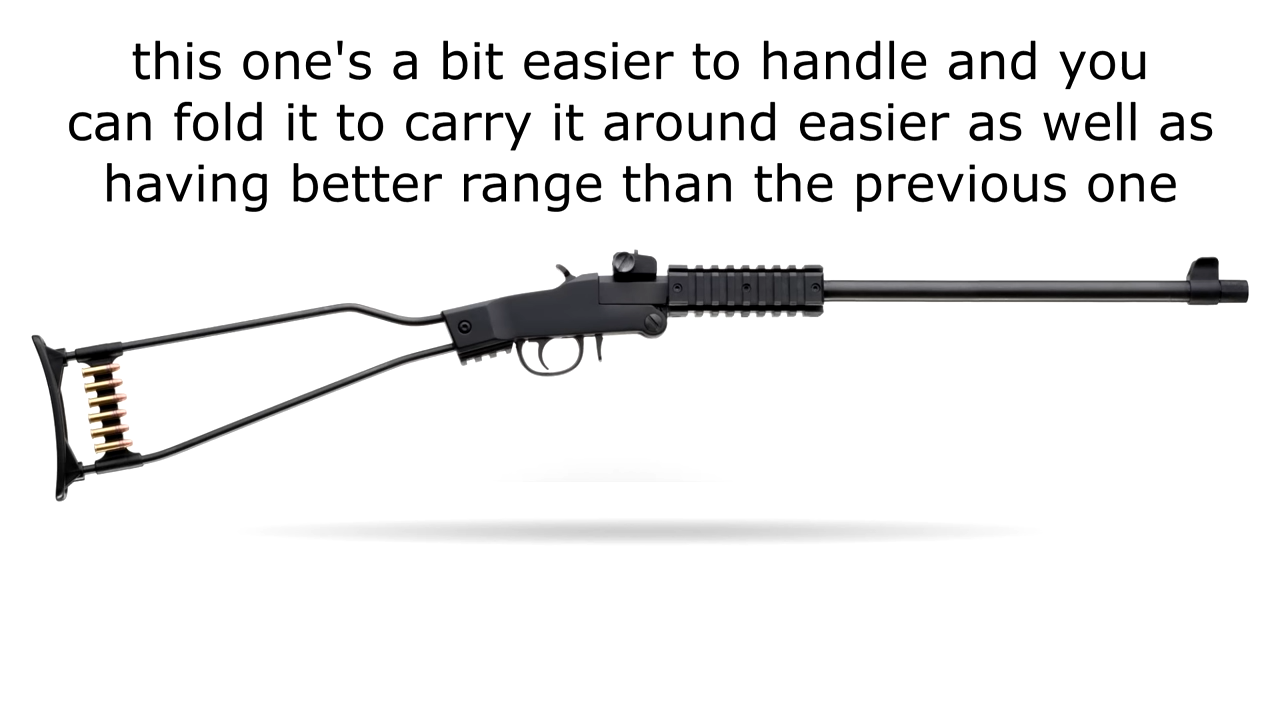 this one's a bit easier to handle and you
can fold it to carry it around easier as well as
having better range than the previous one